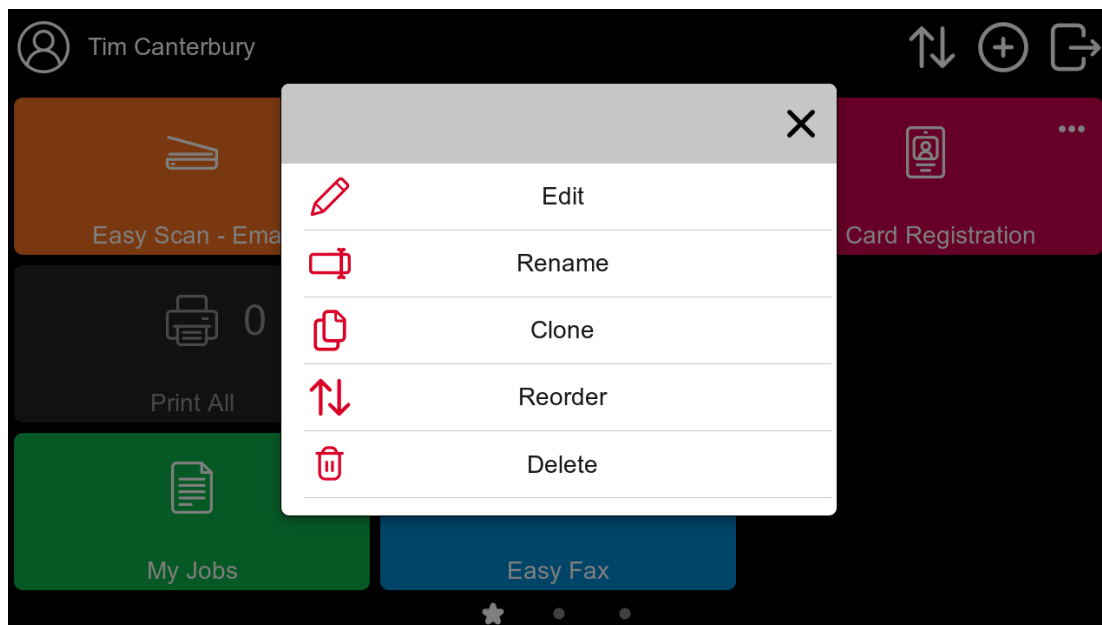 Tim Canterbury
Easy Scan - Ema
Card Registration
Edit
Rename
Clone
Reorder
Delete
0
Print All
My Jobs
Easy Fax